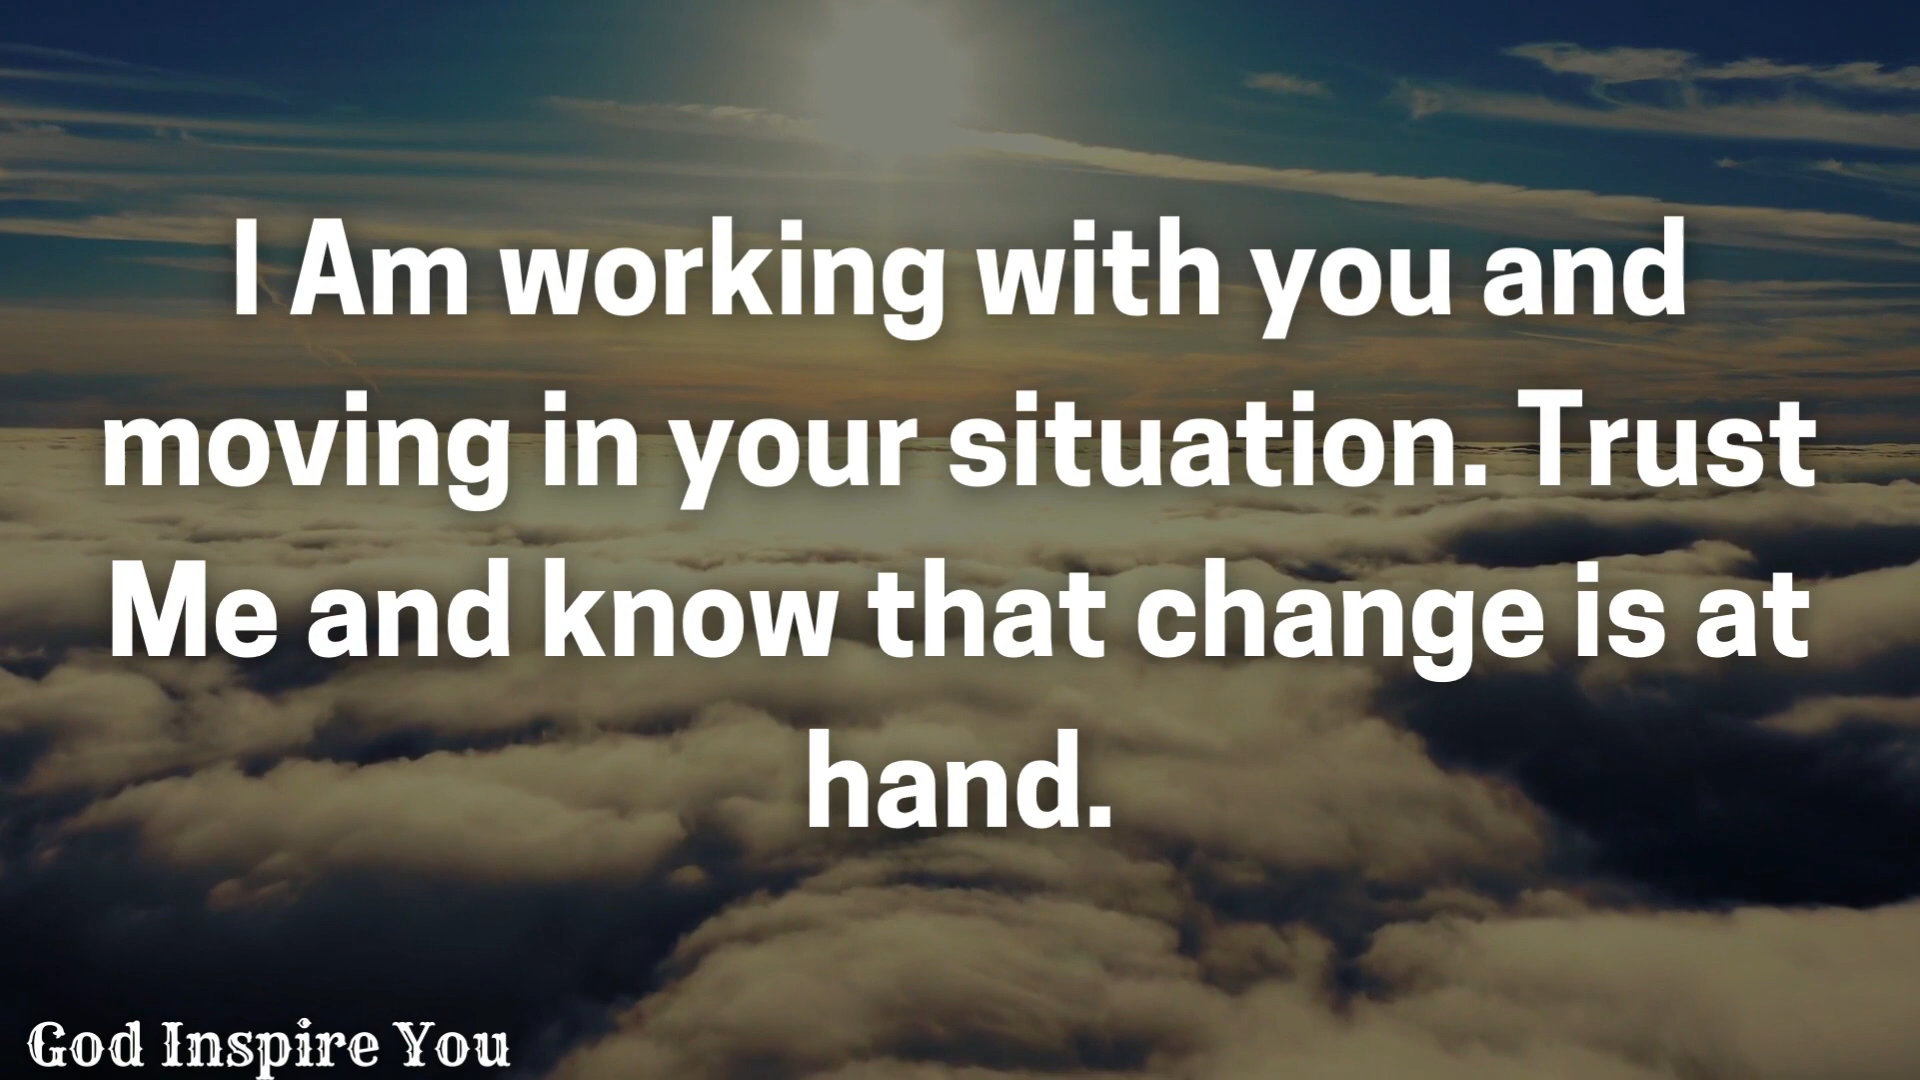 I Am working with you and
moving in your situation. Trust
Me and know that change is at
hand.
God Inspire You